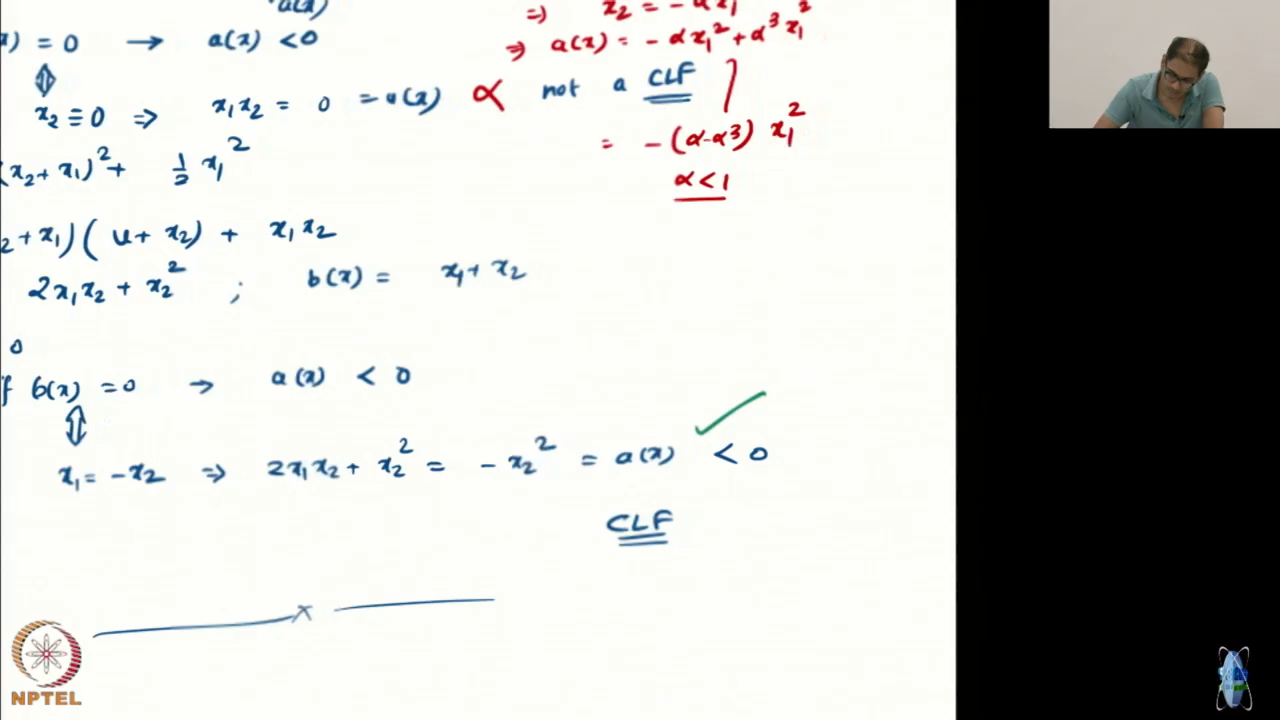 a(x)
) = 0 → a(x) < 0
x₂ ≡ 0 ⇒ x₁x₂ = 0 = a(x) ∝ not a CLF
(x₂ + x₁)² + ½ x₁²
₂ + x₁)(u + x₂) + x₁x₂
2x₁x₂ + x₂² ; b(x) = x₁ + x₂
0
f b(x) = 0 → a(x) < 0
⇕
x₁ = -x₂ ⇒ 2x₁x₂ + x₂² = -x₂² = a(x) < 0 ✓
CLF
x
⇒ x₂ = -αx₁
⇒ a(x) = -αx₁² + α³x₁²
= -(α-α³) x₁²
α < 1
NPTEL